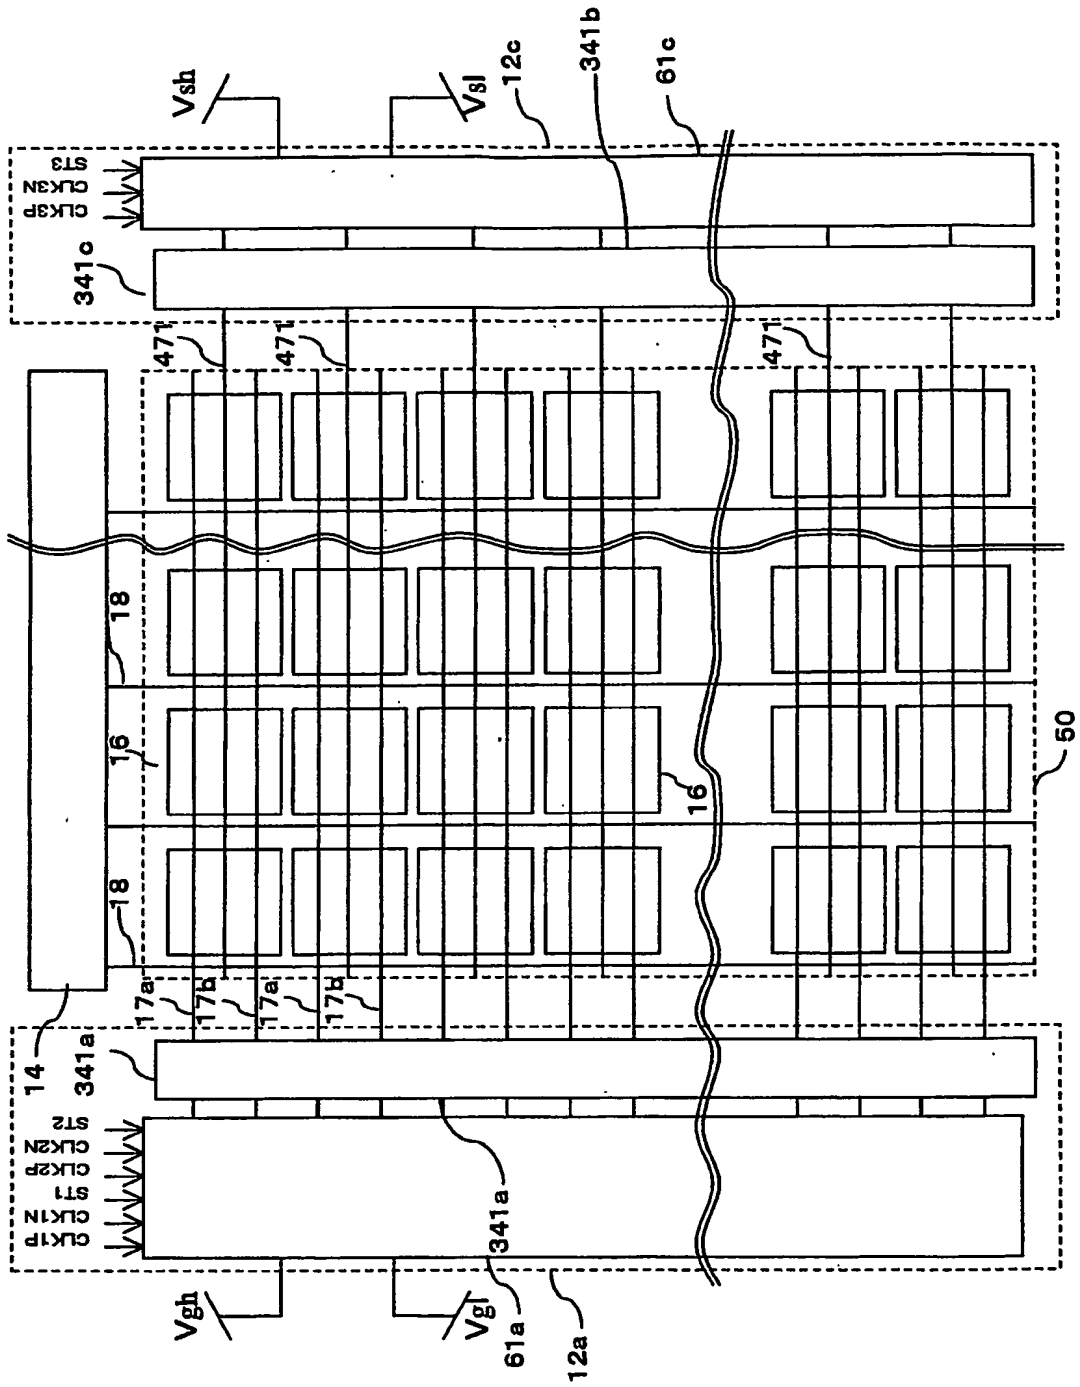 Vsh
Vsl
12c
341b
61c
ST3
CLK3N
CLK3P
341c
471
471
471
18
16
16
50
18
17a
17b
17a
17b
14
341a
ST2
CLK2N
CLK2P
ST1
CLK1N
CLK1P
341a
Vgh
Vgl
61a
12a